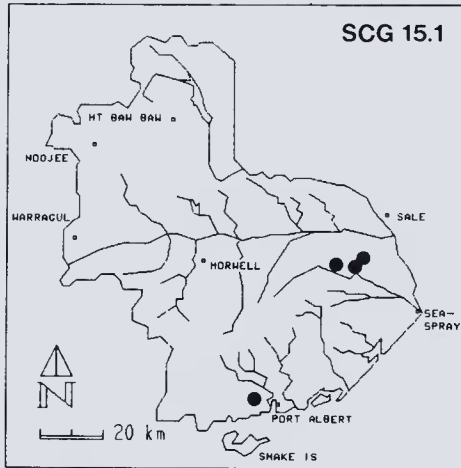 SCG 15.1
MT BAW BAW
NOOJEE
WARRAGUL
SALE
MORWELL
SEA-
SPRAY
N
PORT ALBERT
20 km
SNAKE IS